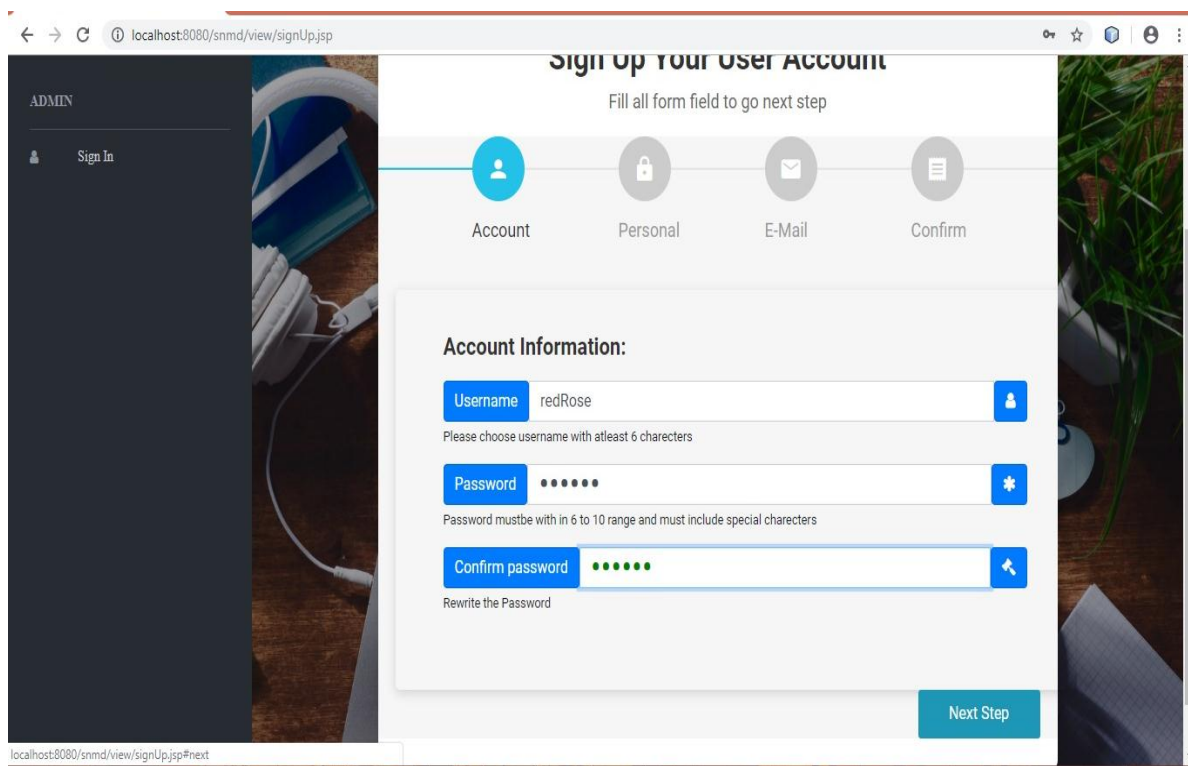 localhost:8080/snmd/view/signUp.jsp
Sign Up Your User Account
Fill all form field to go next step
ADMIN
Sign In
Account
Personal
E-Mail
Confirm
Account Information:
Username redRose
Please choose username with atleast 6 charecters
Password ••••••
Password mustbe with in 6 to 10 range and must include special charecters
Confirm password ••••••
Rewrite the Password
Next Step
localhost:8080/snmd/view/signUp.jsp#next